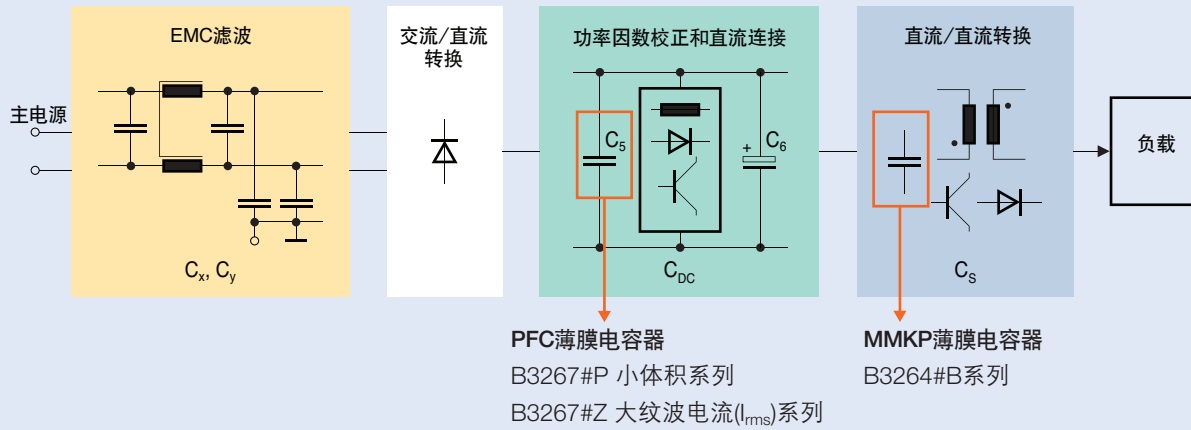 EMC滤波
交流/直流
转换
功率因数校正和直流连接
直流/直流转换
主电源
C5
+
C6
负载
Cx, Cy
CDC
CS
PFC薄膜电容器
B3267#P 小体积系列
B3267#Z 大纹波电流(Irms)系列
MMKP薄膜电容器
B3264#B系列